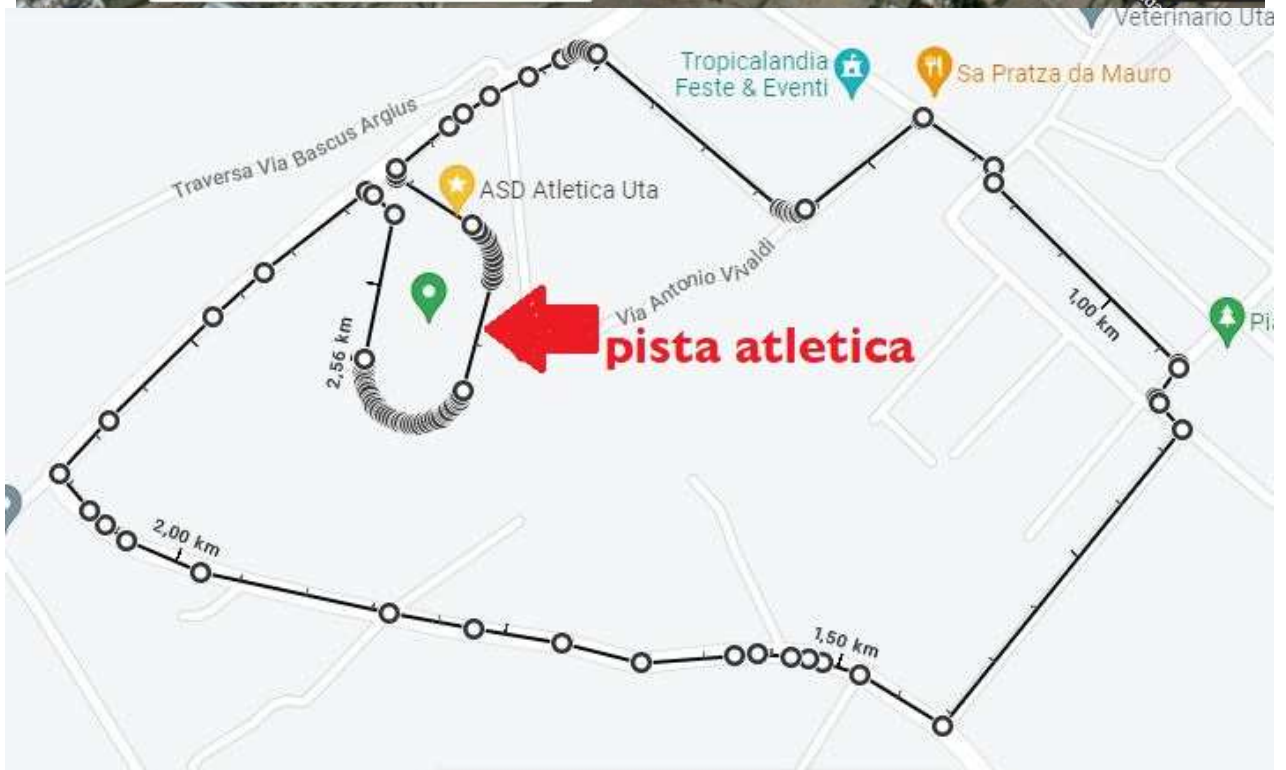 Veterinario Uta
Tropicalandia
Feste & Eventi
Sa Pratza da Mauro
Traversa Via Bascus Argius
ASD Atletica Uta
Via Antonio Vivaldi
1,00 km
pista atletica
2,56 km
2,00 km
1,50 km